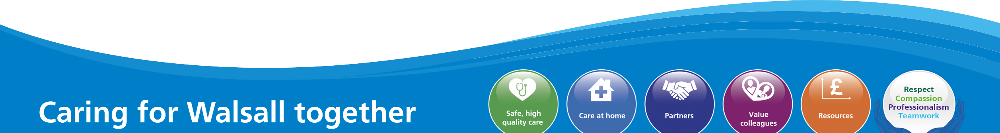 Caring for Walsall together
Safe, high
quality care
Care at home
Partners
Value
colleagues
£
Resources
Respect
Compassion
Professionalism
Teamwork